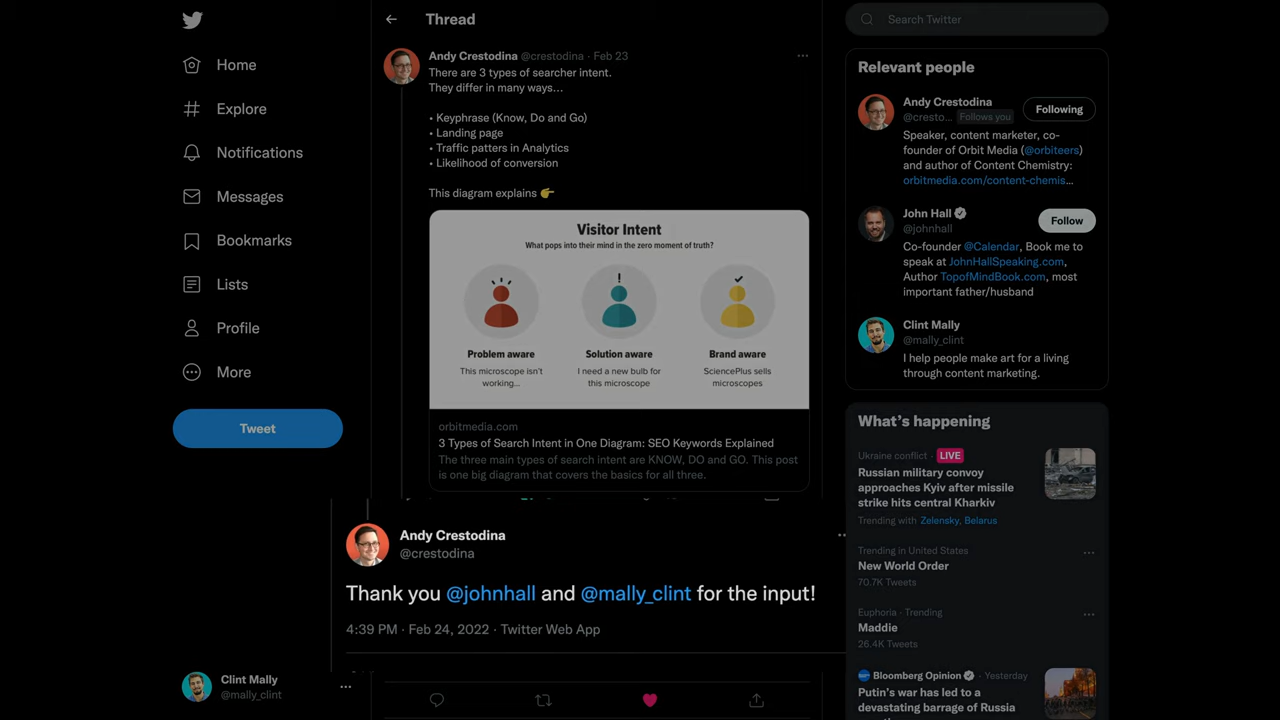 Home
Explore
Notifications
Messages
Bookmarks
Lists
Profile
More
Tweet
Clint Mally
@mally_clint
Thread
Andy Crestodina @crestodina · Feb 23
There are 3 types of searcher intent.
They differ in many ways...
• Keyphrase (Know, Do and Go)
• Landing page
• Traffic patters in Analytics
• Likelihood of conversion
This diagram explains 👉
Visitor Intent
What pops into their mind in the zero moment of truth?
Problem aware
This microscope isn't
working...
Solution aware
I need a new bulb for
this microscope
Brand aware
SciencePlus sells
microscopes
orbitmedia.com
3 Types of Search Intent in One Diagram: SEO Keywords Explained
The three main types of search intent are KNOW, DO and GO. This post
is one big diagram that covers the basics for all three.
Andy Crestodina
@crestodina
Thank you @johnhall and @mally_clint for the input!
4:39 PM · Feb 24, 2022 · Twitter Web App
Search Twitter
Relevant people
Andy Crestodina
@cresto... Follows you
Following
Speaker, content marketer, co-
founder of Orbit Media (@orbiteers)
and author of Content Chemistry:
orbitmedia.com/content-chemis...
John Hall
@johnhall
Follow
Co-founder @Calendar, Book me to
speak at JohnHallSpeaking.com,
Author TopofMindBook.com, most
important father/husband
Clint Mally
@mally_clint
I help people make art for a living
through content marketing.
What's happening
Ukraine conflict · LIVE
Russian military convoy
approaches Kyiv after missile
strike hits central Kharkiv
Trending with Zelensky, Belarus
Trending in United States
New World Order
70.7K Tweets
Euphoria · Trending
Maddie
26.4K Tweets
Bloomberg Opinion · Yesterday
Putin's war has led to a
devastating barrage of Russia